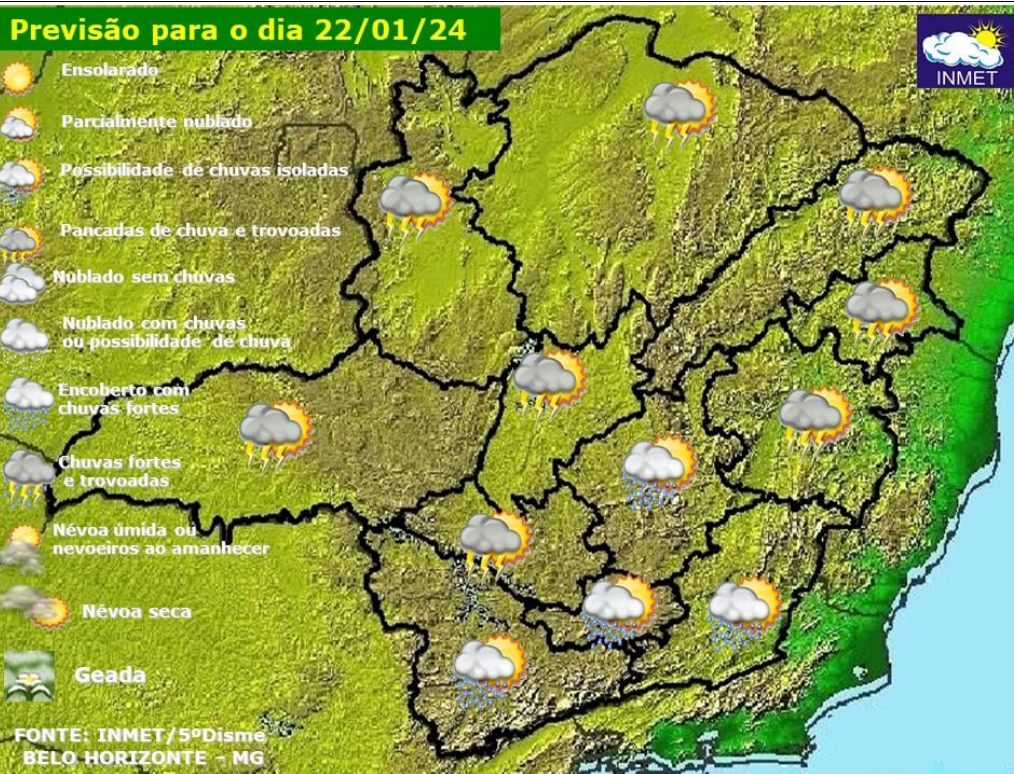 Previsão para o dia 22/01/24
INMET
Ensolarado
Parcialmente nublado
Possibilidade de chuvas isoladas
Pancadas de chuva e trovoadas
Nublado sem chuvas
Nublado com chuvas
ou possibilidade de chuva
Encoberto com
chuvas fortes
Chuvas fortes
e trovoadas
Névoa úmida ou
nevoeiros ao amanhecer
Névoa seca
Geada
FONTE: INMET/5ºDisme
BELO HORIZONTE - MG